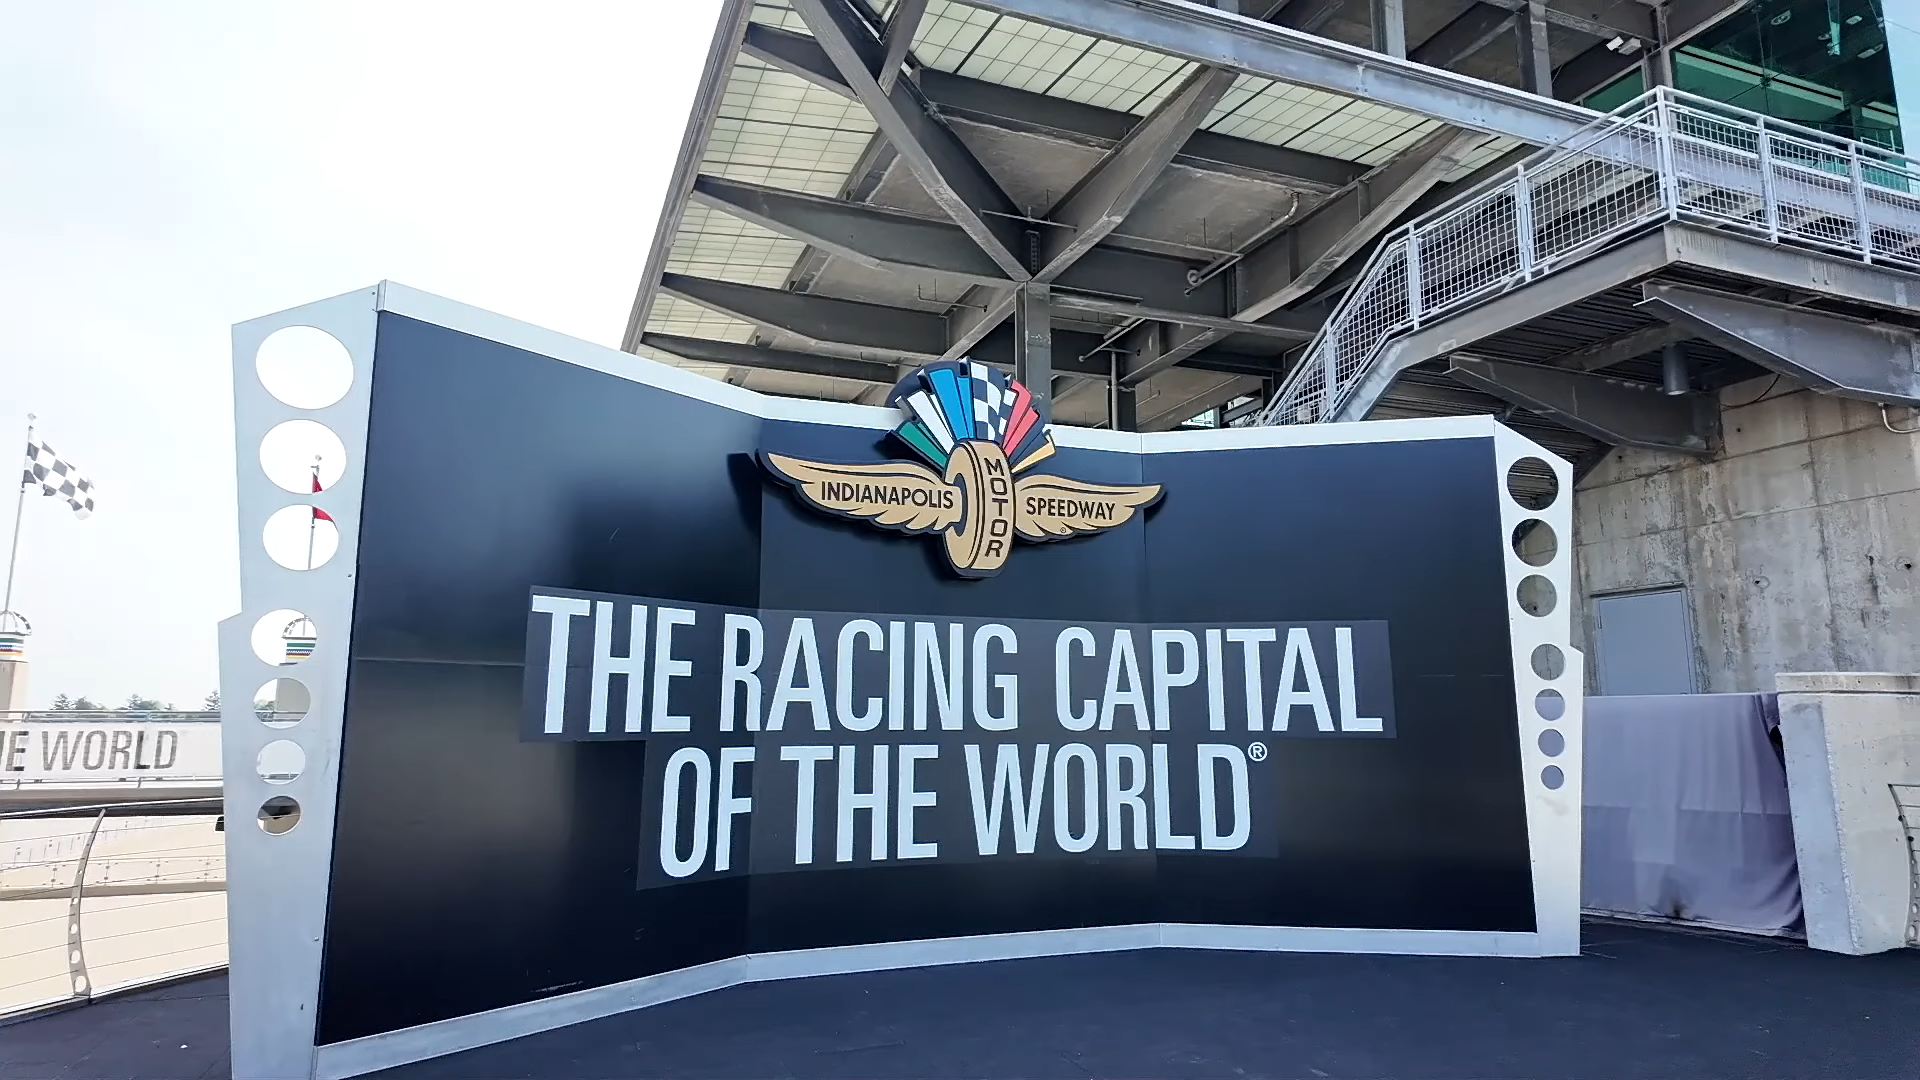 INDIANAPOLIS MOTOR SPEEDWAY®
THE RACING CAPITAL
OF THE WORLD®
WORLD